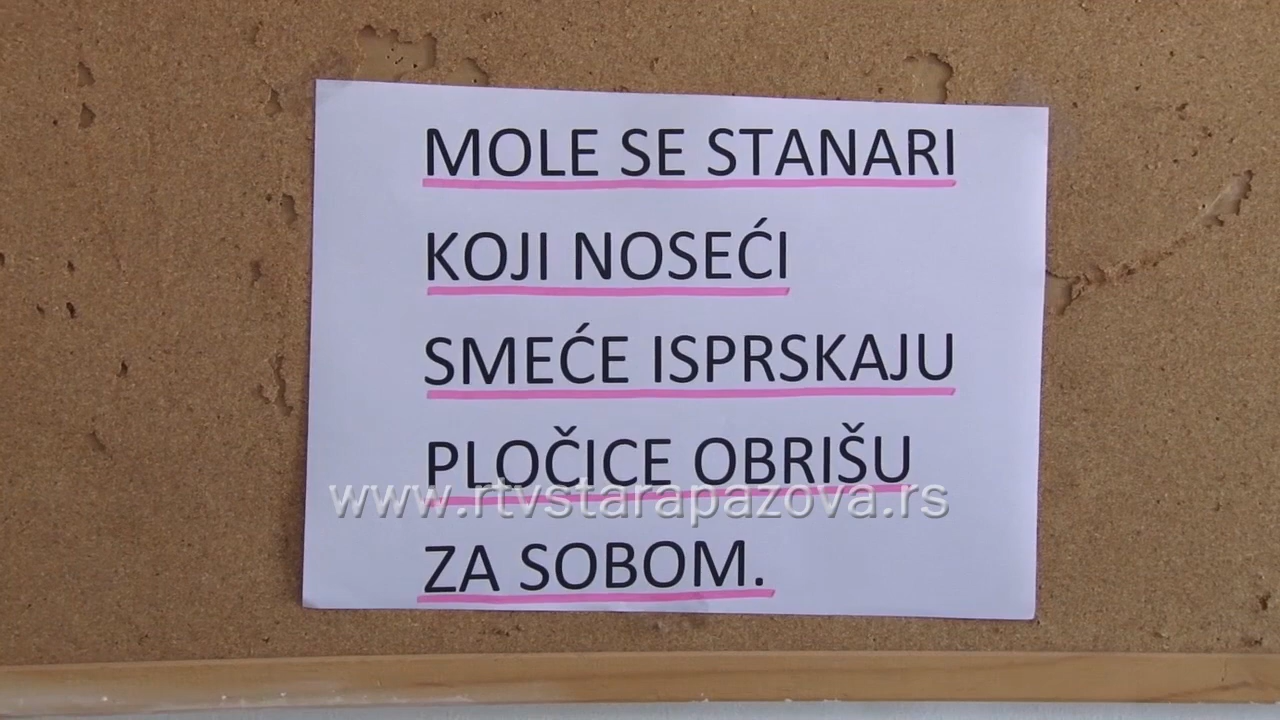 MOLE SE STANARI
KOJI NOSEĆI
SMEĆE ISPRSKAJU
PLOČICE OBRIŠU
www.rtvstarapazova.rs
ZA SOBOM.